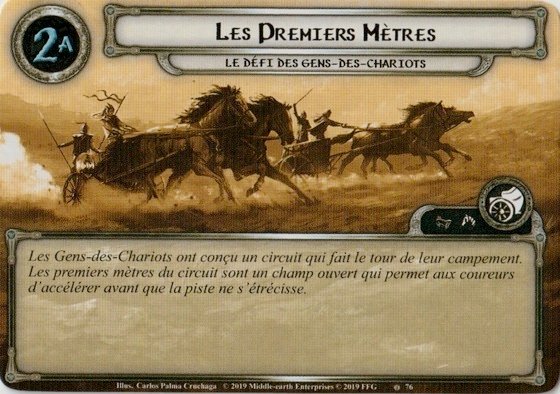 2A
Les Premiers Mètres
Le Défi des Gens-des-Chariots
Les Gens-des-Chariots ont conçu un circuit qui fait le tour de leur campement.
Les premiers mètres du circuit sont un champ ouvert qui permet aux coureurs
d'accélérer avant que la piste ne s'étrécisse.
Illus. Carlos Palma Cruchaga © 2019 Middle-earth Enterprises © 2019 FFG 76